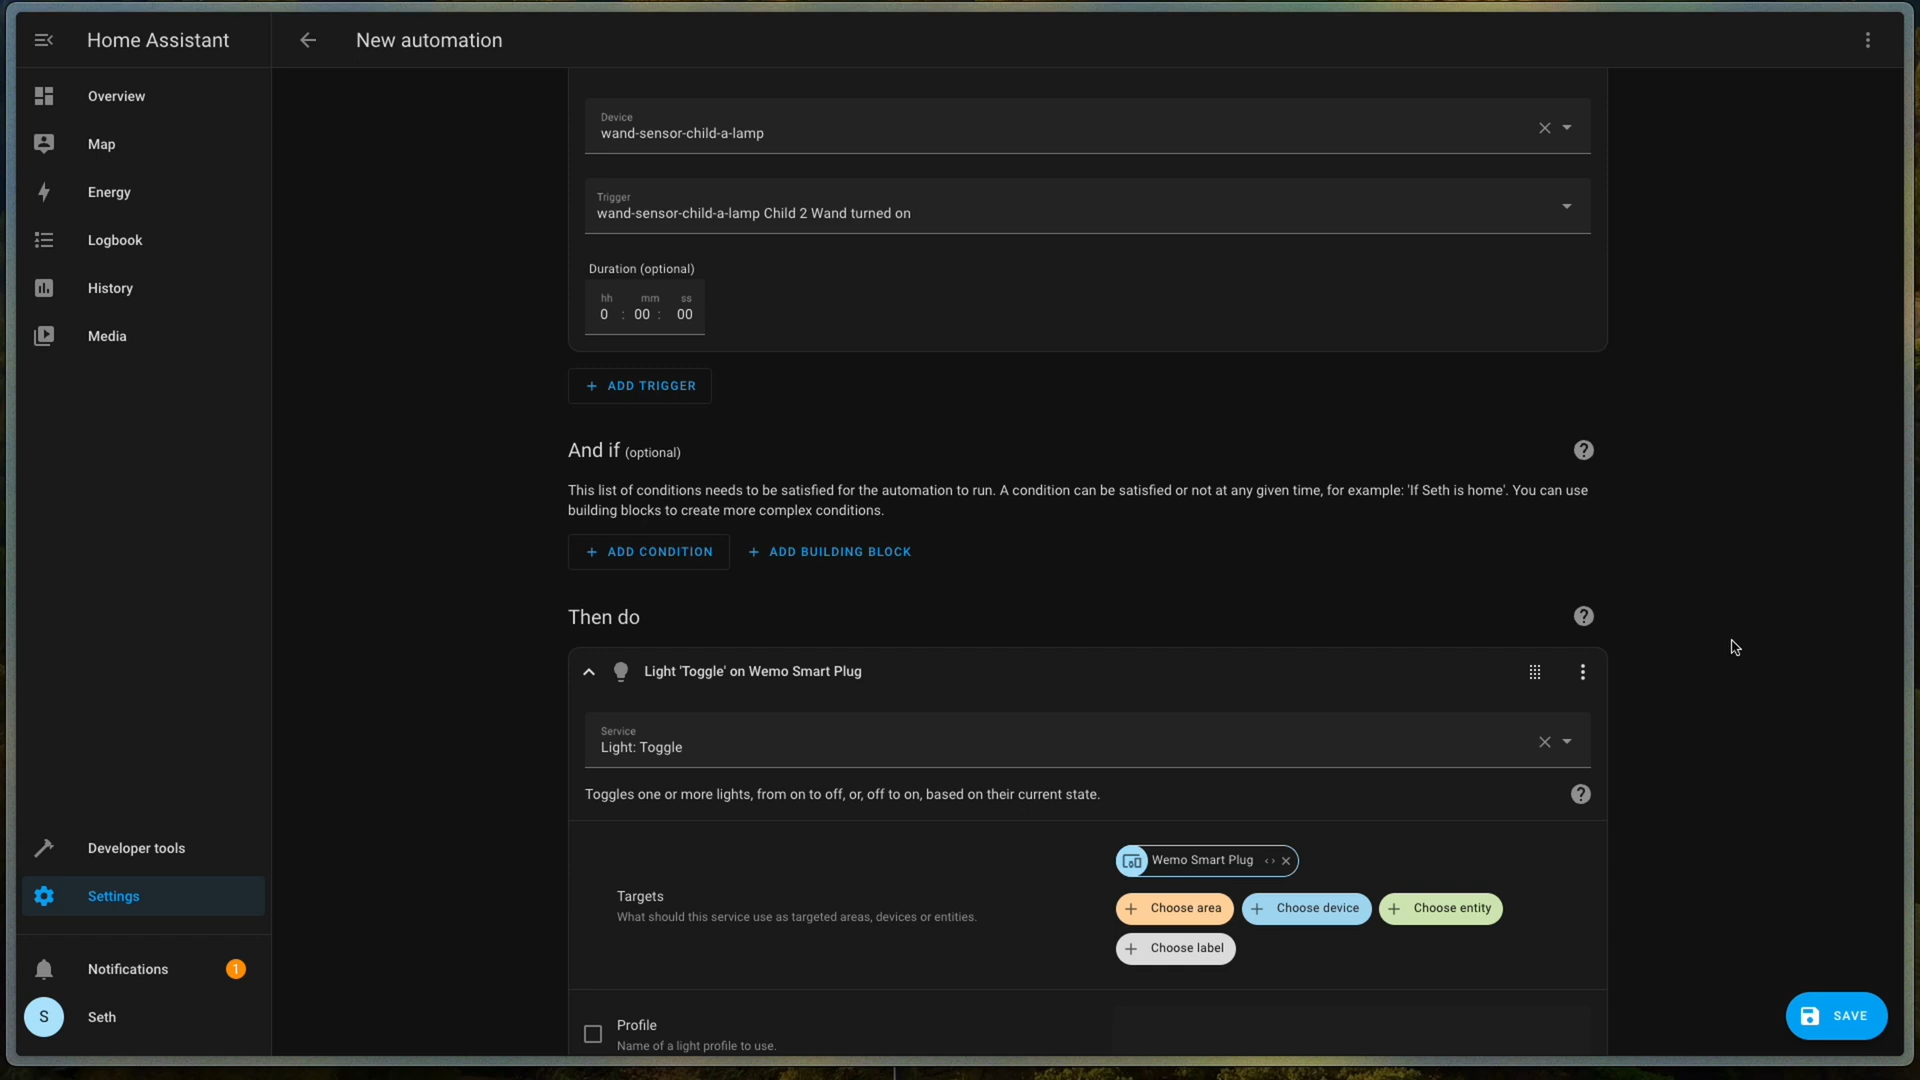 Home Assistant
New automation
Overview
Map
Energy
Logbook
History
Media
Developer tools
Settings
Notifications
1
S
Seth
Device
wand-sensor-child-a-lamp
Trigger
wand-sensor-child-a-lamp Child 2 Wand turned on
Duration (optional)
hh mm ss
0 : 00 : 00
+ ADD TRIGGER
And if (optional)
This list of conditions needs to be satisfied for the automation to run. A condition can be satisfied or not at any given time, for example: 'If Seth is home'. You can use
building blocks to create more complex conditions.
+ ADD CONDITION + ADD BUILDING BLOCK
Then do
Light 'Toggle' on Wemo Smart Plug
Service
Light: Toggle
Toggles one or more lights, from on to off, or, off to on, based on their current state.
Wemo Smart Plug
Targets
What should this service use as targeted areas, devices or entities.
+ Choose area + Choose device + Choose entity
+ Choose label
Profile
Name of a light profile to use.
SAVE